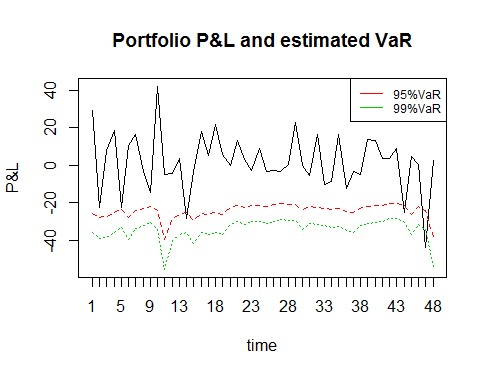 Portfolio P&L and estimated VaR
95%VaR
99%VaR
P&L
40
20
0
-20
-40
1 5 9 13 18 23 28 33 38 43 48
time